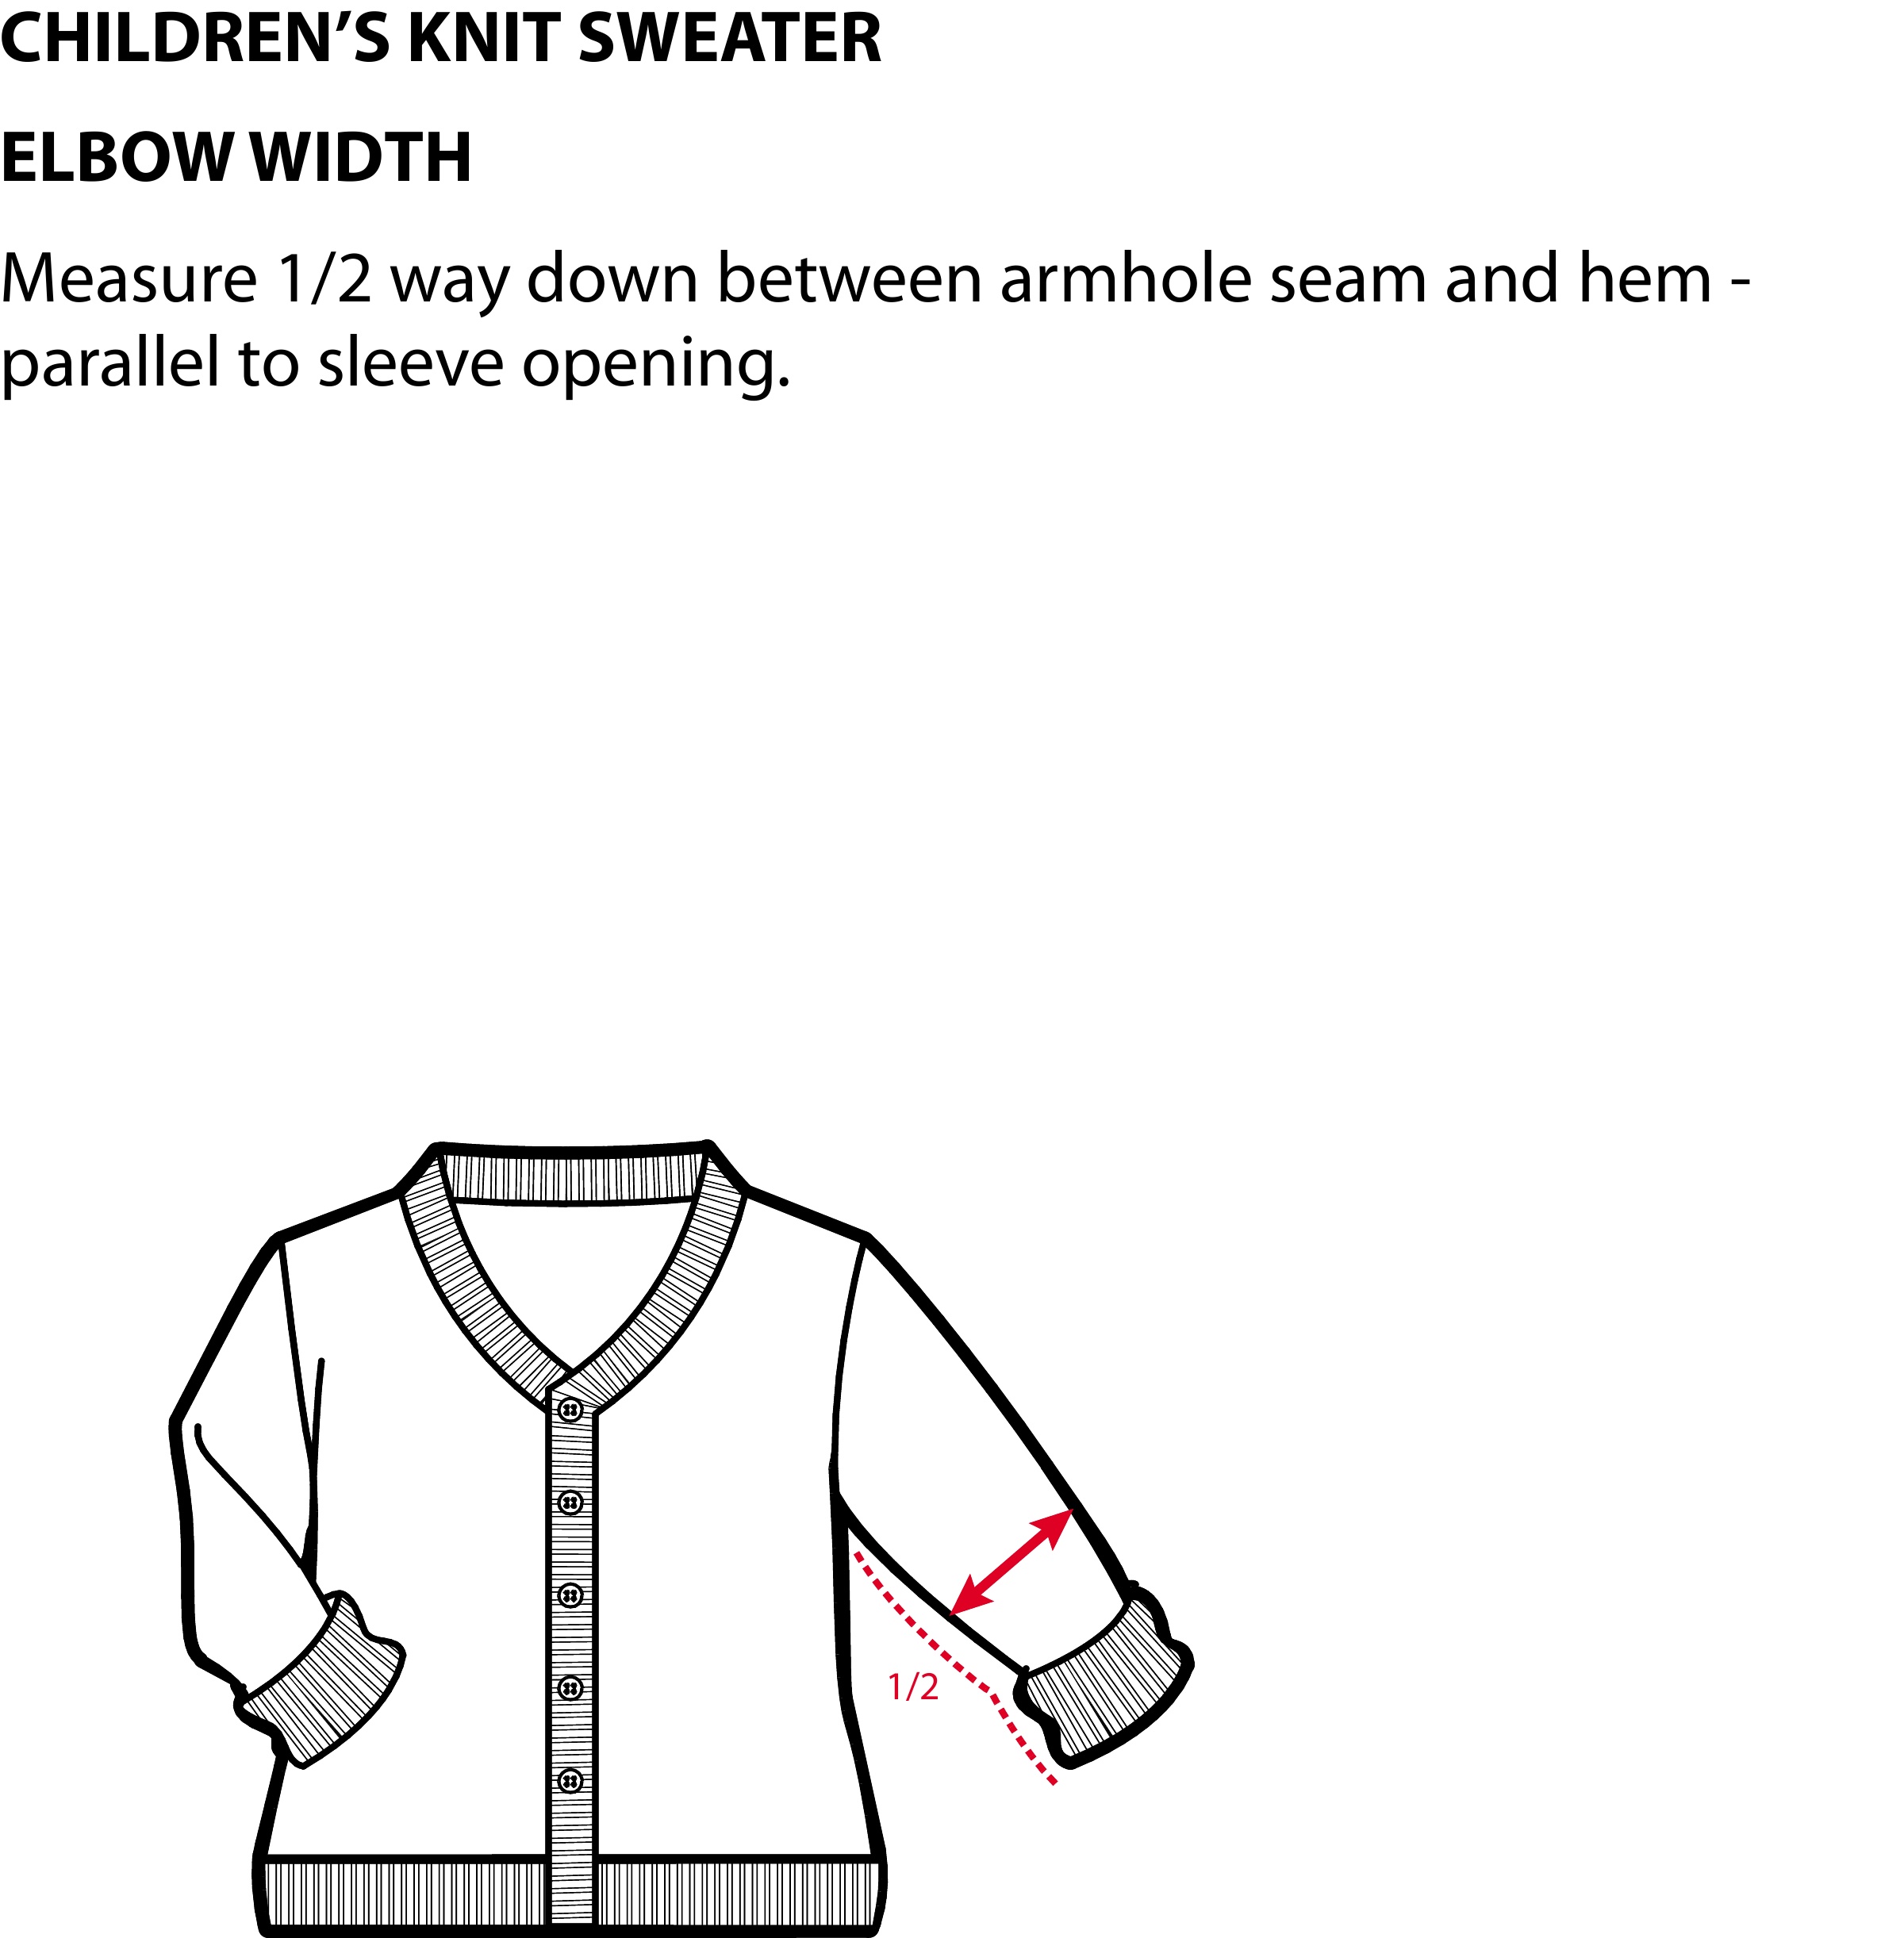 CHILDREN’S KNIT SWEATER
ELBOW WIDTH
Measure 1/2 way down between armhole seam and hem -
parallel to sleeve opening.
1/2